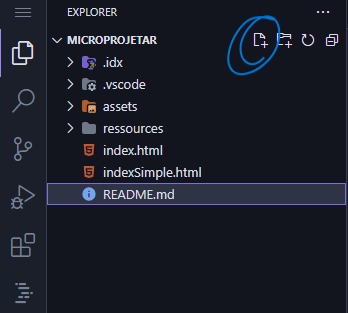 EXPLORER
MICROPROJETAR
.idx
.vscode
assets
ressources
index.html
indexSimple.html
README.md